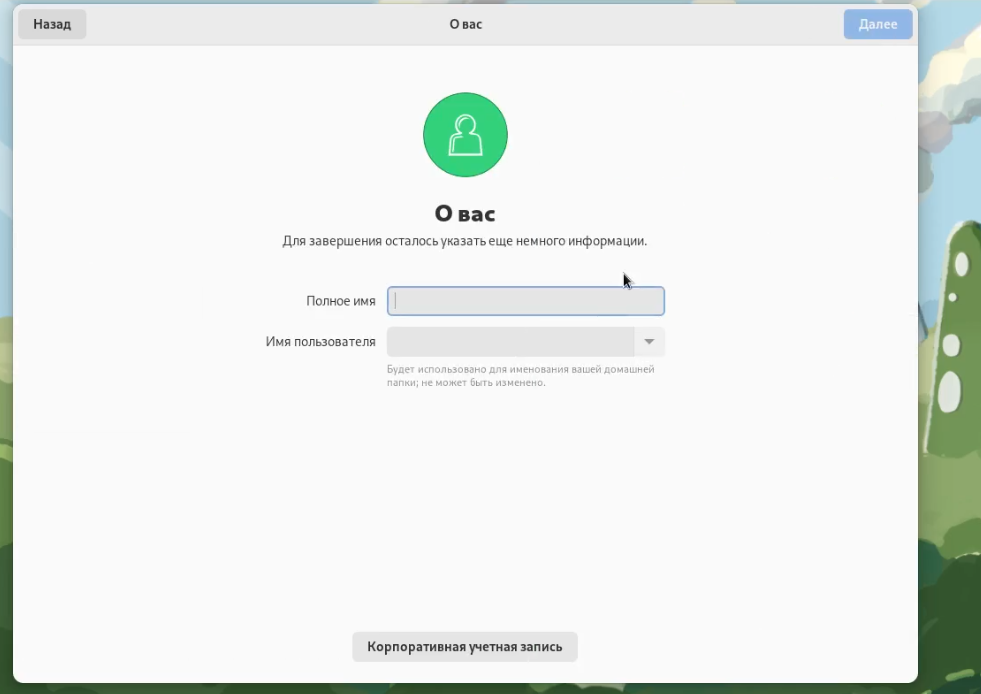 Назад
О вас
Далее
О вас
Для завершения осталось указать еще немного информации.
Полное имя
Имя пользователя
Будет использовано для именования вашей домашней
папки; не может быть изменено.
Корпоративная учетная запись